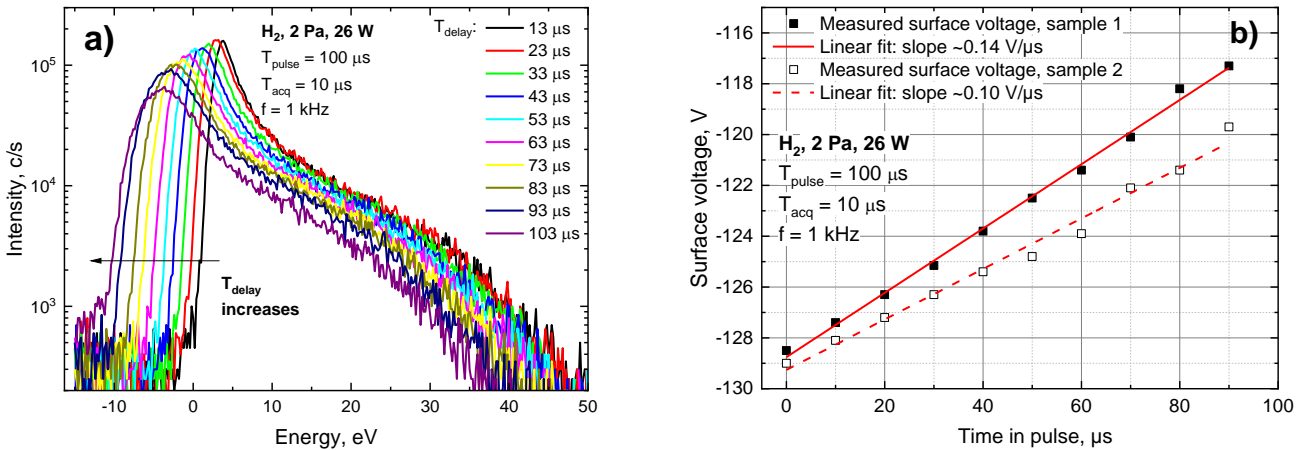 a)
H2, 2 Pa, 26 W
Tpulse = 100 µs
Tacq = 10 µs
f = 1 kHz
Tdelay:
13 µs
23 µs
33 µs
43 µs
53 µs
63 µs
73 µs
83 µs
93 µs
103 µs
Tdelay
increases
10^5
10^4
10^3
Intensity, c/s
-10 0 10 20 30 40 50
Energy, eV
b)
Measured surface voltage, sample 1
Linear fit: slope ~0.14 V/µs
Measured surface voltage, sample 2
Linear fit: slope ~0.10 V/µs
H2, 2 Pa, 26 W
Tpulse = 100 µs
Tacq = 10 µs
f = 1 kHz
-116
-118
-120
-122
-124
-126
-128
-130
Surface voltage, V
0 20 40 60 80 100
Time in pulse, µs